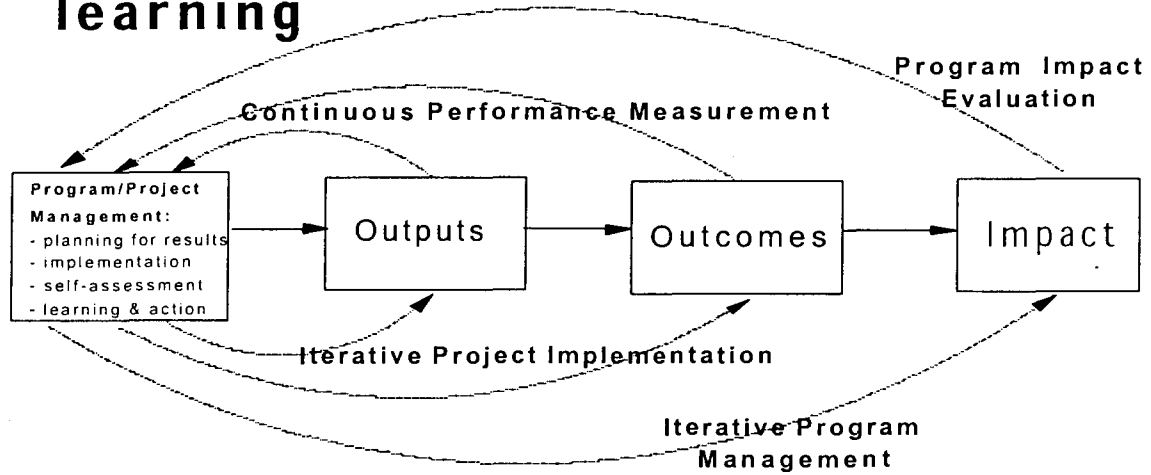 learning
Program Impact
Evaluation
Continuous Performance Measurement
Program/Project
Management:
- planning for results
- implementation
- self-assessment
- learning & action
Outputs
Outcomes
Impact
Iterative Project Implementation
Iterative Program
Management